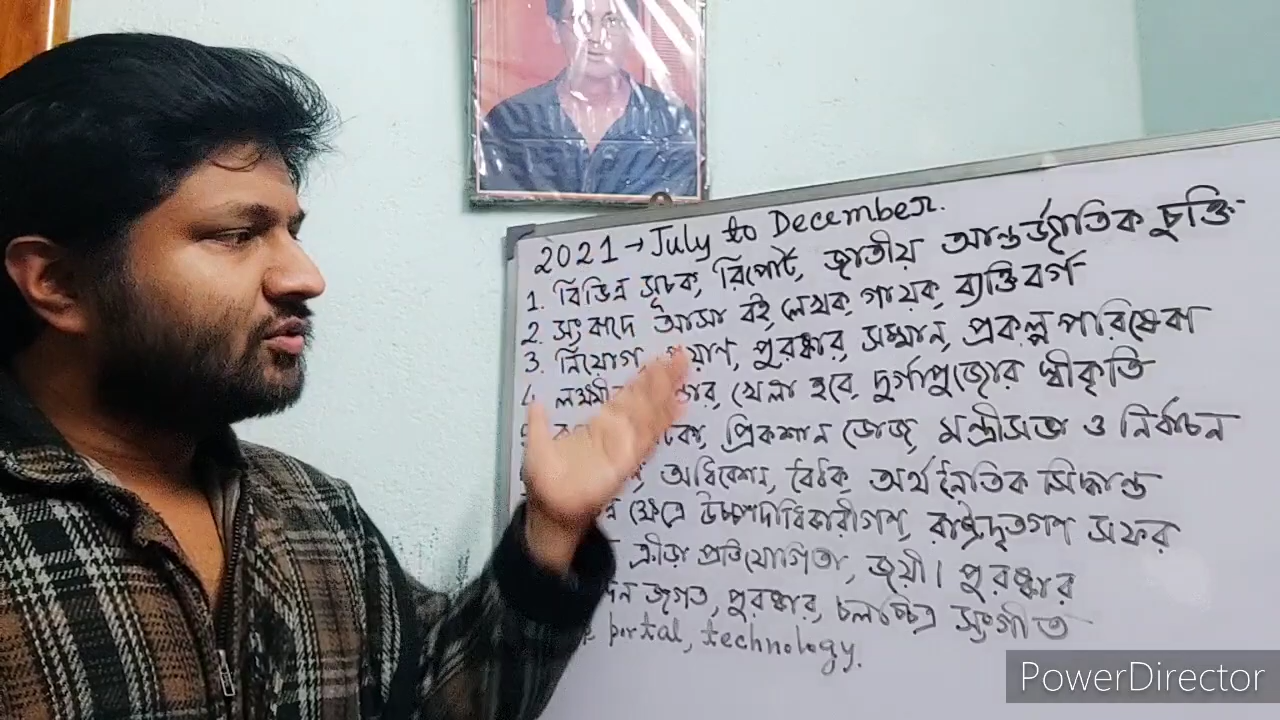 2021 → July to December.
1. বিভিন্ন সূচক, রিপোর্ট, জাতীয় আন্তর্জাতিক চুক্তি
2. সংবাদে আসা বই, লেখক, গায়ক, ব্যক্তিবর্গ
3. নিয়োগ, প্রয়াণ, পুরস্কার, সম্মান, প্রকল্প পরিষেবা
4. খেলা হবে, দুর্গাপুজোর স্বীকৃতি
প্রিকশান ডোজ, মন্ত্রীসভা ও নির্বাচন
অধিবেশন, বৈঠক, অর্থনৈতিক সিদ্ধান্ত
ক্ষেত্রে উচ্চপদাধিকারীগণ, রাষ্ট্রদূতগণ সফর
ক্রীড়া প্রতিযোগিতা, জয়ী। পুরস্কার
জগত, পুরস্কার, চলচ্চিত্র সংগীত
portal, technology.
PowerDirector